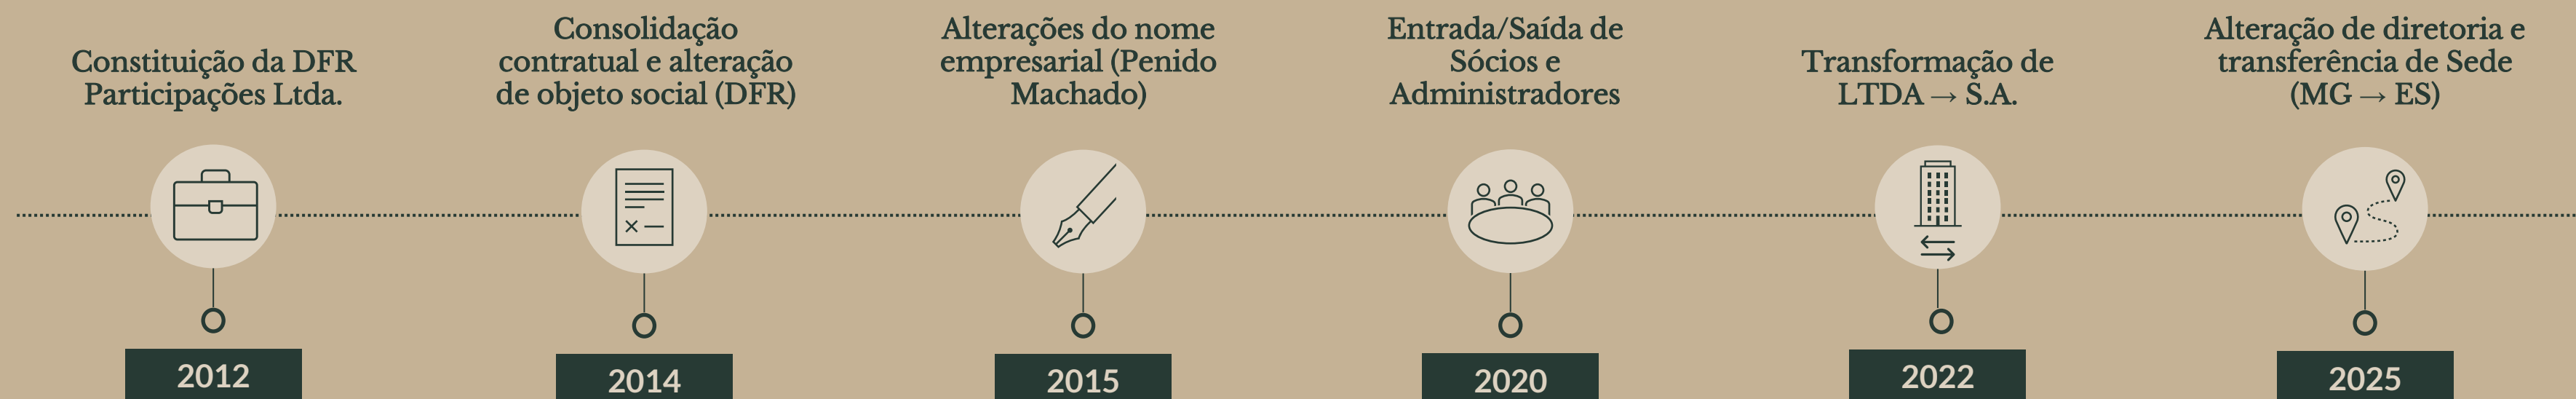 Constituição da DFR
Participações Ltda.
2012
Consolidação
contratual e alteração
de objeto social (DFR)
2014
Alterações do nome
empresarial (Penido
Machado)
2015
Entrada/Saída de
Sócios e
Administradores
2020
Transformação de
LTDA → S.A.
2022
Alteração de diretoria e
transferência de Sede
(MG → ES)
2025